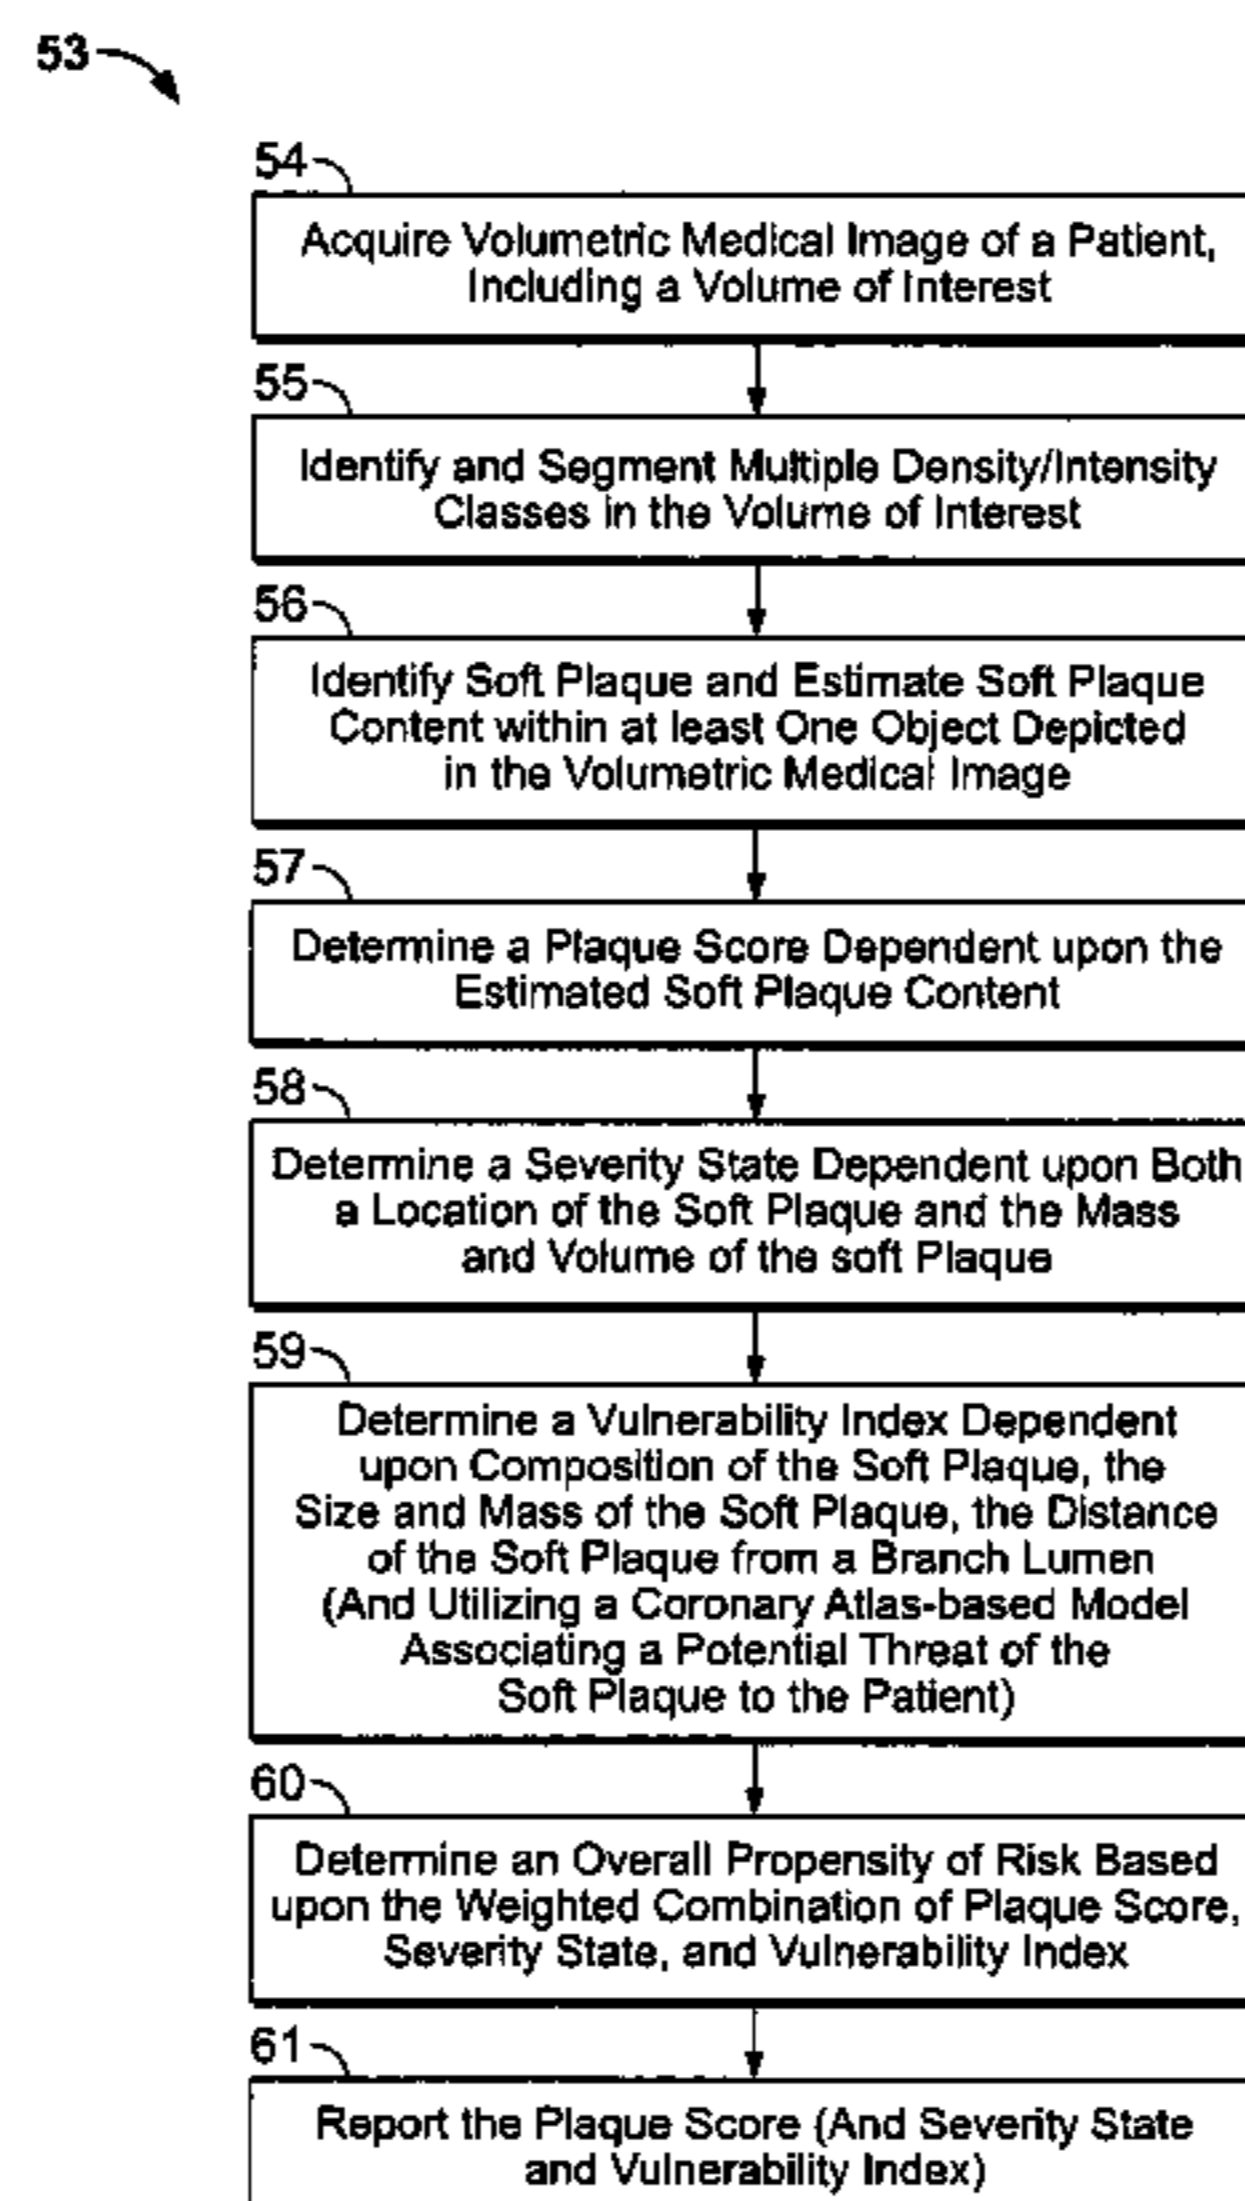 53
54
Acquire Volumetric Medical Image of a Patient,
Including a Volume of Interest
55
Identify and Segment Multiple Density/Intensity
Classes in the Volume of Interest
56
Identify Soft Plaque and Estimate Soft Plaque
Content within at least One Object Depicted
in the Volumetric Medical Image
57
Determine a Plaque Score Dependent upon the
Estimated Soft Plaque Content
58
Determine a Severity State Dependent upon Both
a Location of the Soft Plaque and the Mass
and Volume of the soft Plaque
59
Determine a Vulnerability Index Dependent
upon Composition of the Soft Plaque, the
Size and Mass of the Soft Plaque, the Distance
of the Soft Plaque from a Branch Lumen
(And Utilizing a Coronary Atlas-based Model
Associating a Potential Threat of the
Soft Plaque to the Patient)
60
Determine an Overall Propensity of Risk Based
upon the Weighted Combination of Plaque Score,
Severity State, and Vulnerability Index
61
Report the Plaque Score (And Severity State
and Vulnerability Index)